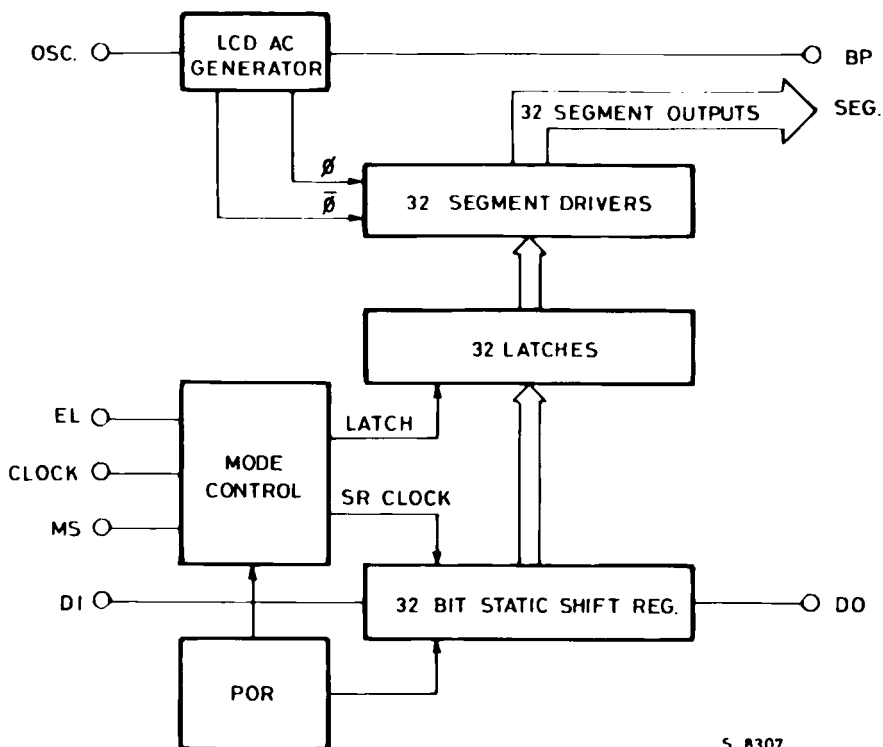 OSC.
LCD AC
GENERATOR
BP
32 SEGMENT OUTPUTS
SEG.
Ø
Ø̅
32 SEGMENT DRIVERS
32 LATCHES
EL
CLOCK
MS
MODE
CONTROL
LATCH
SR CLOCK
DI
32 BIT STATIC SHIFT REG.
DO
POR
S. 8307